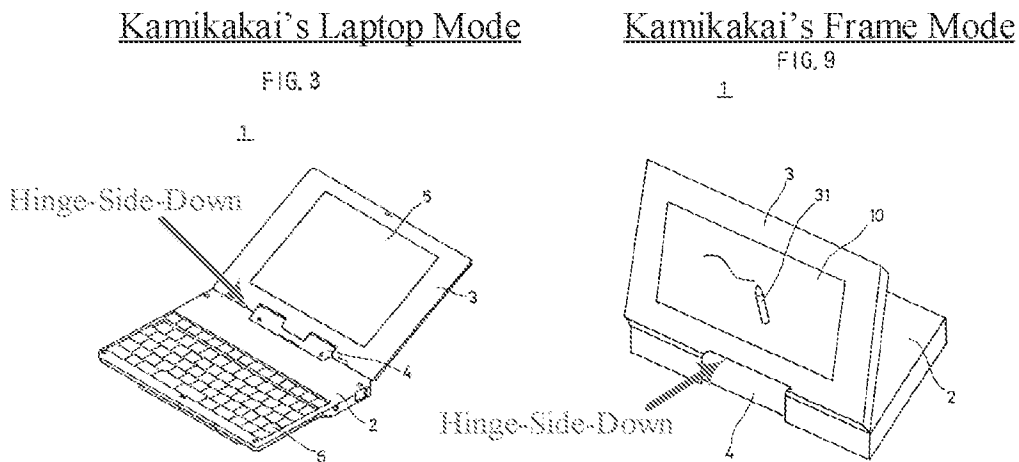 Kamikakai's Laptop Mode
FIG. 3
1
Hinge-Side-Down
5
3
4
2
6
Kamikakai's Frame Mode
FIG. 9
1
3
31
10
2
Hinge-Side-Down
4